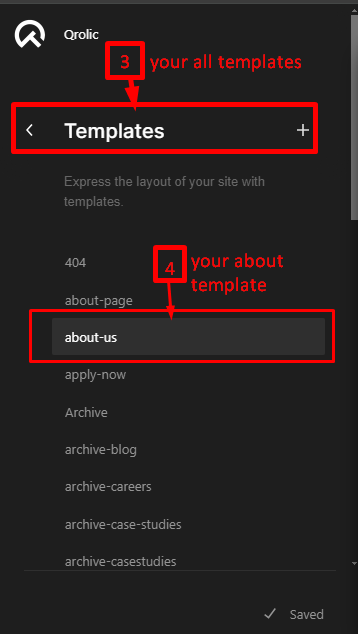 Qrolic
3 your all templates
Templates
Express the layout of your site with
templates.
404
4 your about
template
about-page
about-us
apply-now
Archive
archive-blog
archive-careers
archive-case-studies
archive-casestudies
Saved